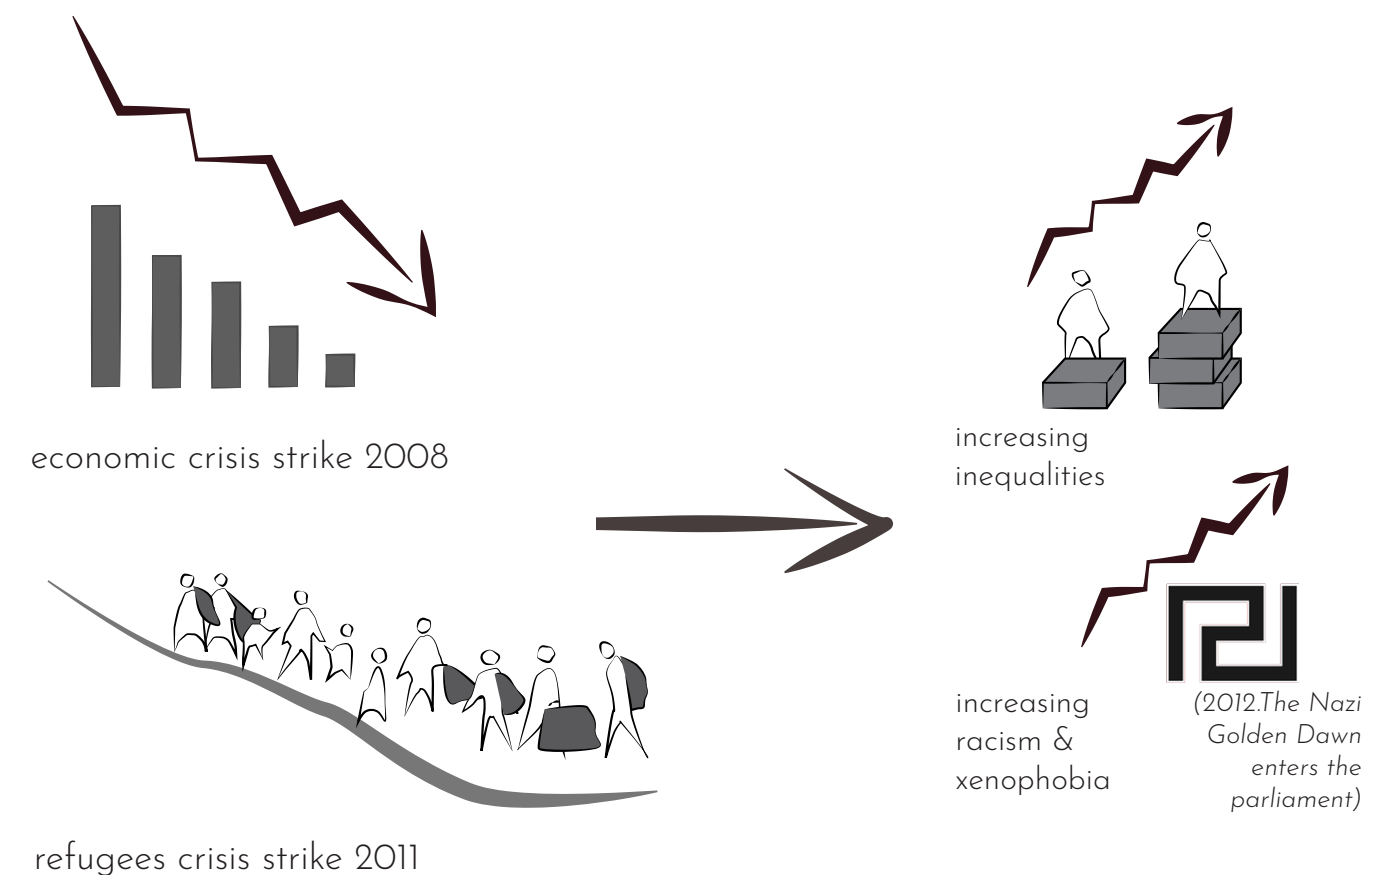 economic crisis strike 2008
refugees crisis strike 2011
increasing
inequalities
increasing
racism &
xenophobia
(2012.The Nazi
Golden Dawn
enters the
parliament)